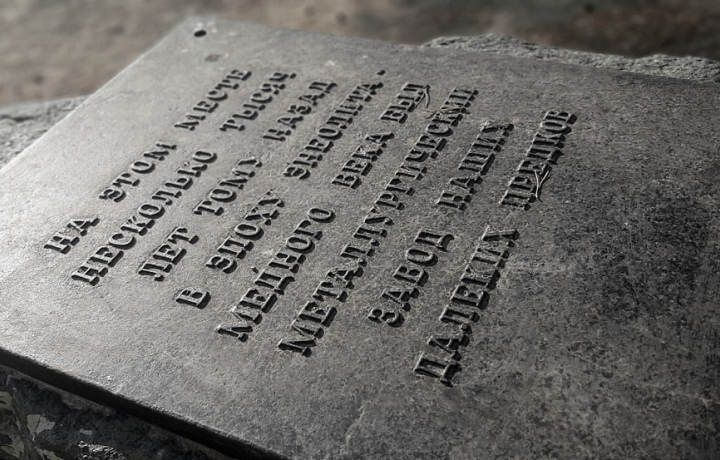 НА ЭТОМ МЕСТЕ
НЕСКОЛЬКО ТЫСЯЧ
ЛЕТ ТОМУ НАЗАД
В ЭПОХУ ЭНЕОЛИТА-
МЕДНОГО ВЕКА БЫЛ
МЕТАЛЛУРГИЧЕСКИЙ
ЗАВОД НАШИХ
ДАЛЕКИХ ПРЕДКОВ